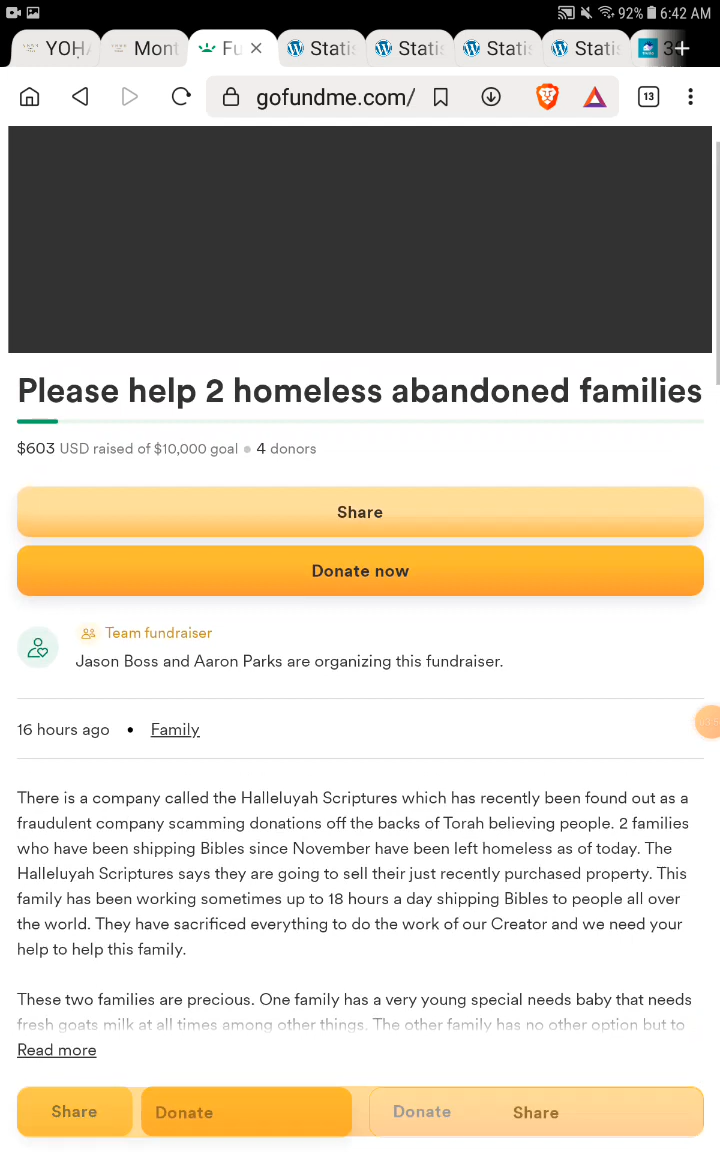 92% 6:42 AM
YOHA Mont Fu Statis Statis Statis Statis 3
gofundme.com/ 13
Please help 2 homeless abandoned families
$603 USD raised of $10,000 goal 4 donors
Share
Donate now
Team fundraiser
Jason Boss and Aaron Parks are organizing this fundraiser.
16 hours ago • Family
There is a company called the Halleluyah Scriptures which has recently been found out as a
fraudulent company scamming donations off the backs of Torah believing people. 2 families
who have been shipping Bibles since November have been left homeless as of today. The
Halleluyah Scriptures says they are going to sell their just recently purchased property. This
family has been working sometimes up to 18 hours a day shipping Bibles to people all over
the world. They have sacrificed everything to do the work of our Creator and we need your
help to help this family.
These two families are precious. One family has a very young special needs baby that needs
fresh goats milk at all times among other things. The other family has no other option but to
Read more
Share Donate Donate Share